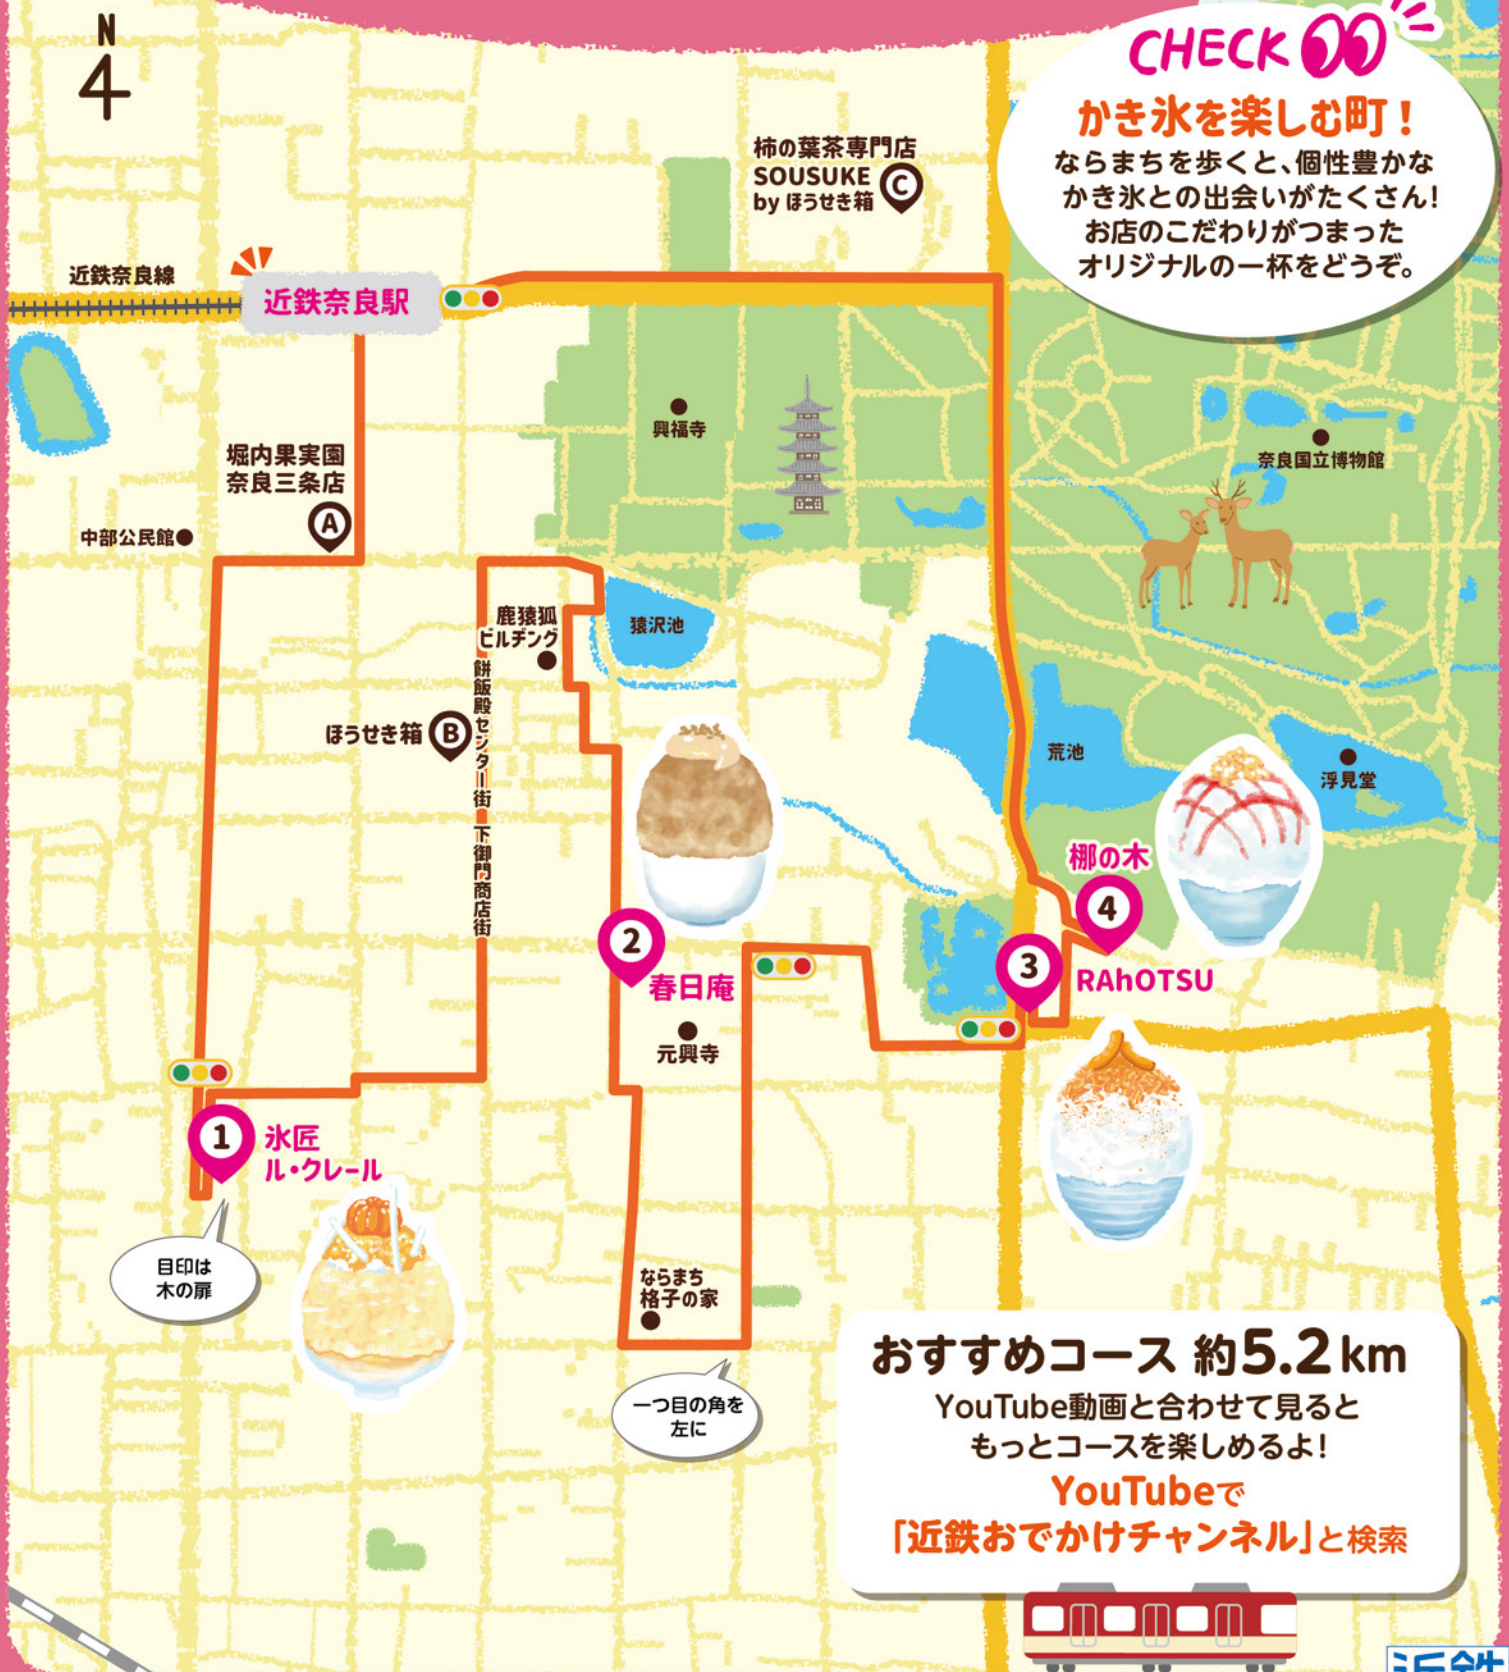 N
CHECK
かき氷を楽しむ町！
ならまちを歩くと、個性豊かな
かき氷との出会いがたくさん！
お店のこだわりがつまった
オリジナルの一杯をどうぞ。
柿の葉茶専門店
SOUSUKE
by ほうせき箱
C
近鉄奈良線
近鉄奈良駅
興福寺
奈良国立博物館
堀内果実園
奈良三条店
A
中部公民館
鹿猿狐
ビルヂング
猿沢池
餅飯殿センター街
下御門商店街
ほうせき箱
B
荒池
浮見堂
梛の木
4
2
春日庵
3
RAhOTSU
元興寺
1
氷匠
ル・クレール
目印は
木の扉
ならまち
格子の家
一つ目の角を
左に
おすすめコース 約5.2km
YouTube動画と合わせて見ると
もっとコースを楽しめるよ！
YouTubeで
「近鉄おでかけチャンネル」と検索
近鉄